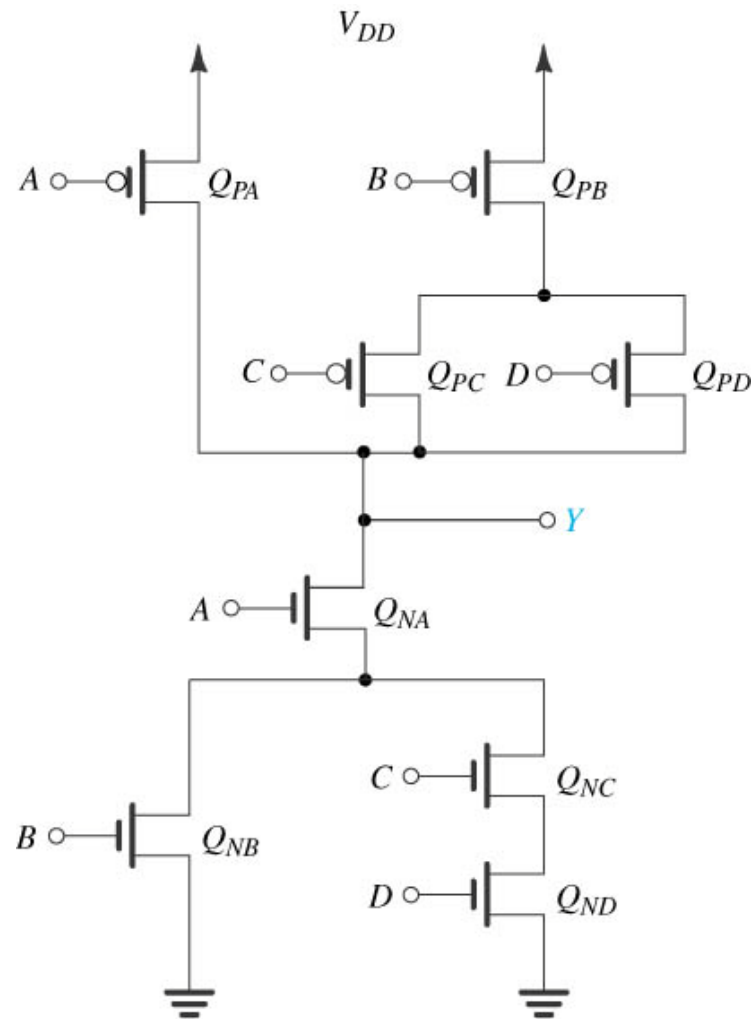 V_DD
A Q_PA B Q_PB
C Q_PC D Q_PD
Y
A Q_NA
C Q_NC
B Q_NB
D Q_ND